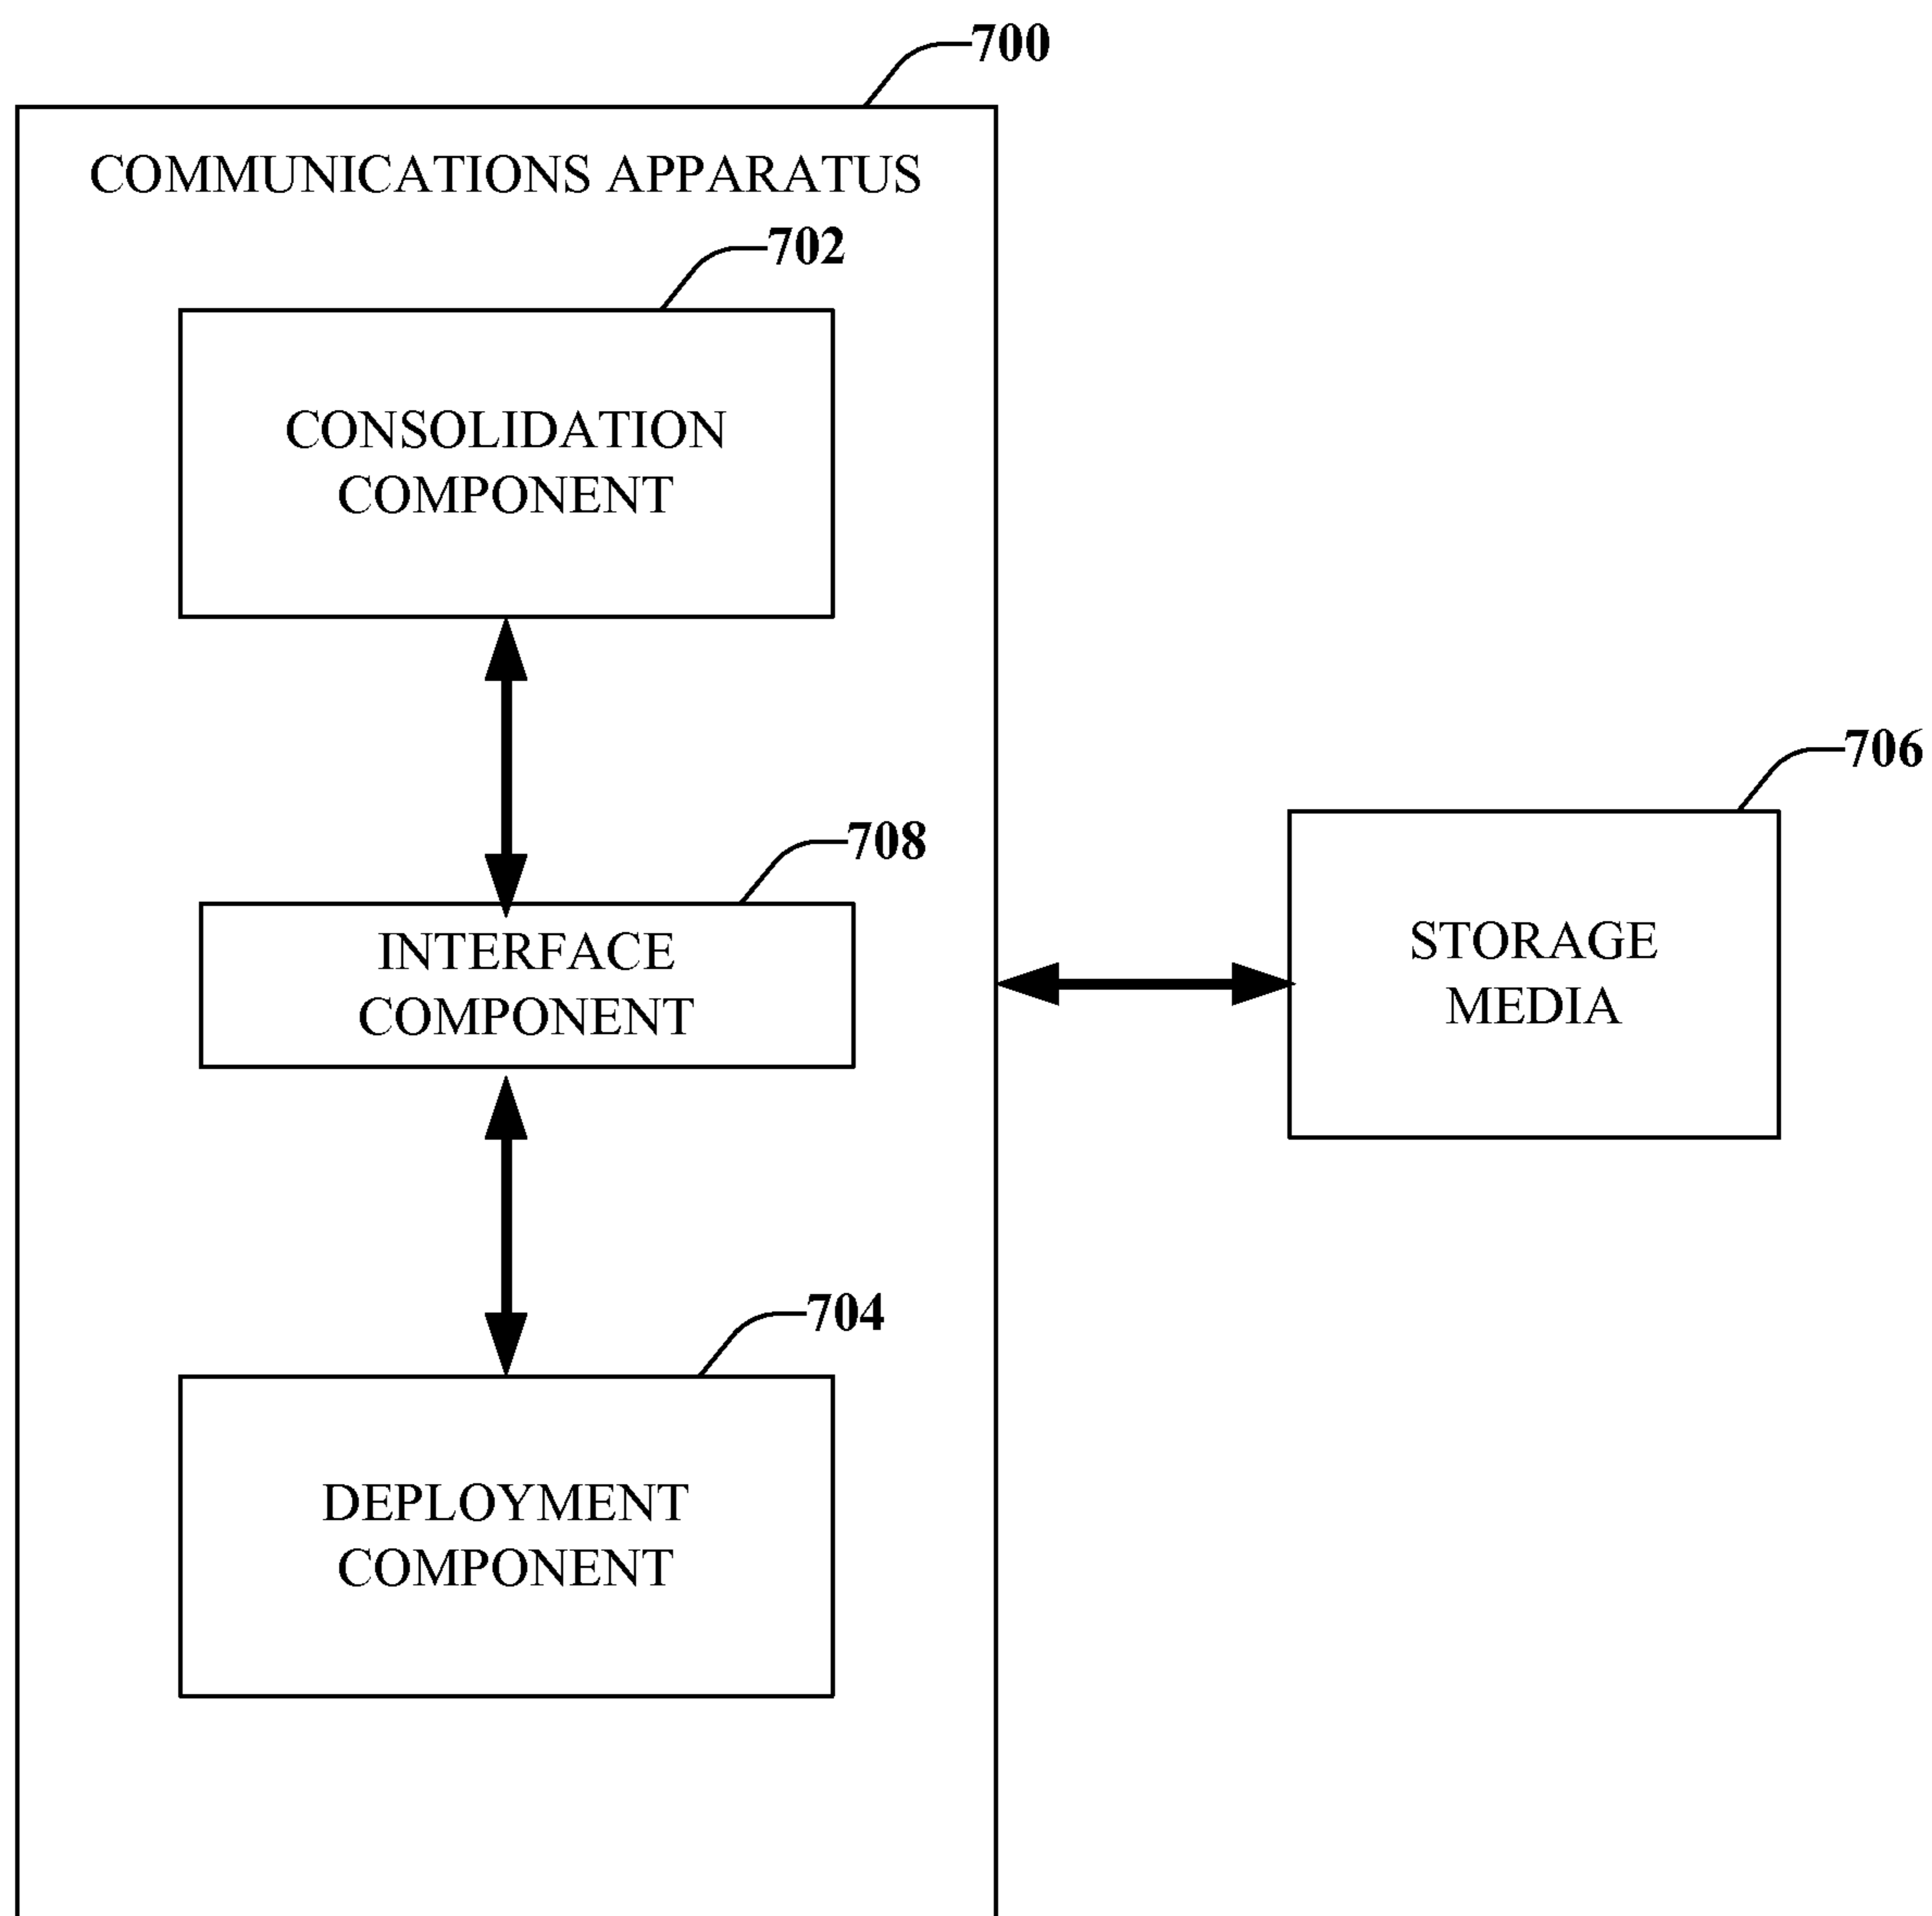 700
COMMUNICATIONS APPARATUS
702
CONSOLIDATION
COMPONENT
706
708
INTERFACE
COMPONENT
STORAGE
MEDIA
704
DEPLOYMENT
COMPONENT